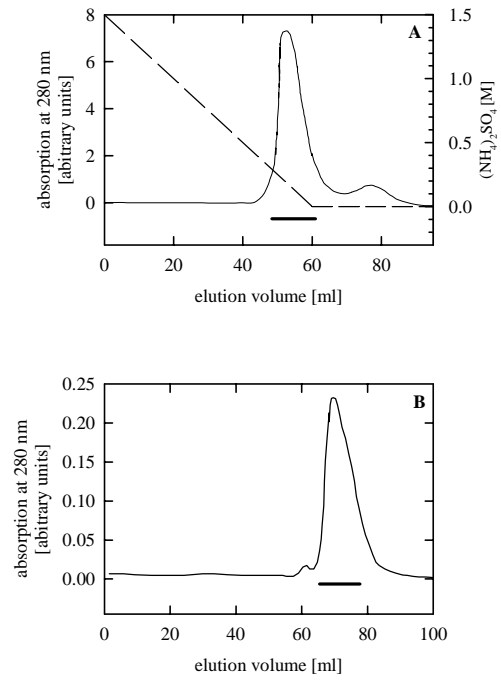 A
absorption at 280 nm
[abitrary units]
8
6
4
2
0
1.5
1.0
0.5
0.0
(NH4)2SO4 [M]
0 20 40 60 80
elution volume [ml]
B
absorption at 280 nm
[abitrary units]
0.25
0.20
0.15
0.10
0.05
0.00
0 20 40 60 80 100
elution volume [ml]